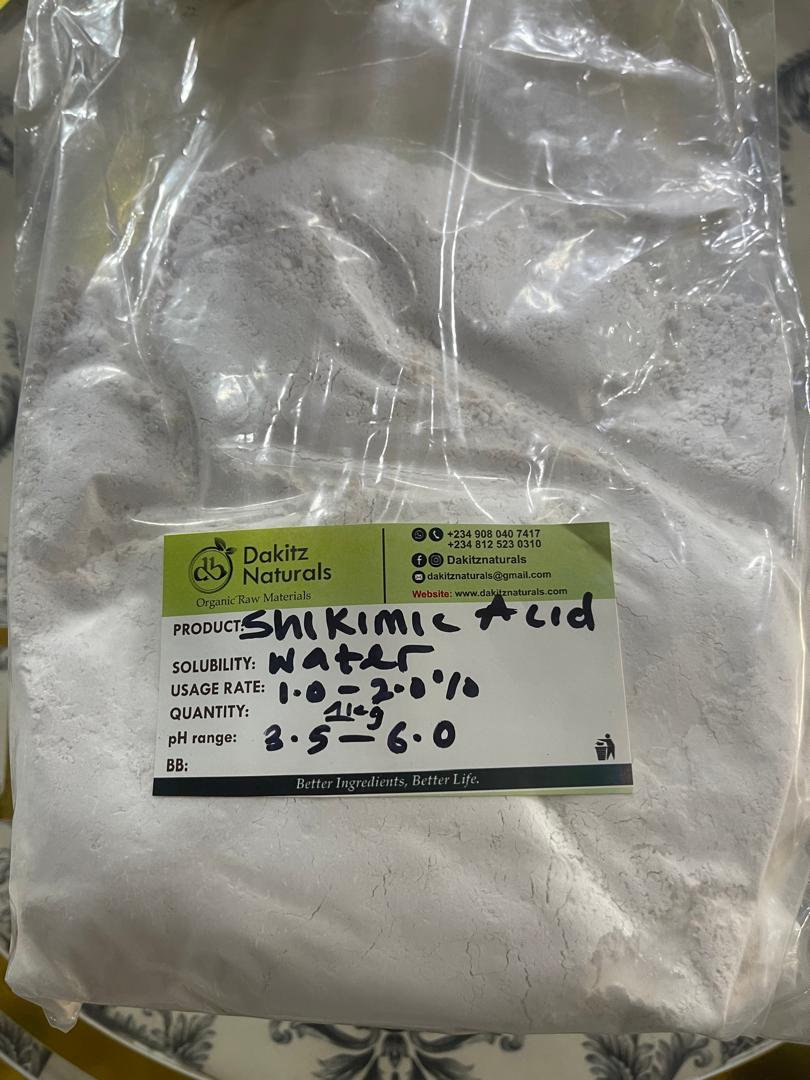 Dakitz
Naturals
Organic Raw Materials
+234 908 040 7417
+234 812 523 0310
Dakitznaturals
dakitznaturals@gmail.com
Website: www.dakitznaturals.com
PRODUCT: Shikimic Acid
SOLUBILITY: Water
USAGE RATE: 1.0 - 2.0%
QUANTITY: 1kg
pH range: 3.5 - 6.0
BB:
Better Ingredients, Better Life.